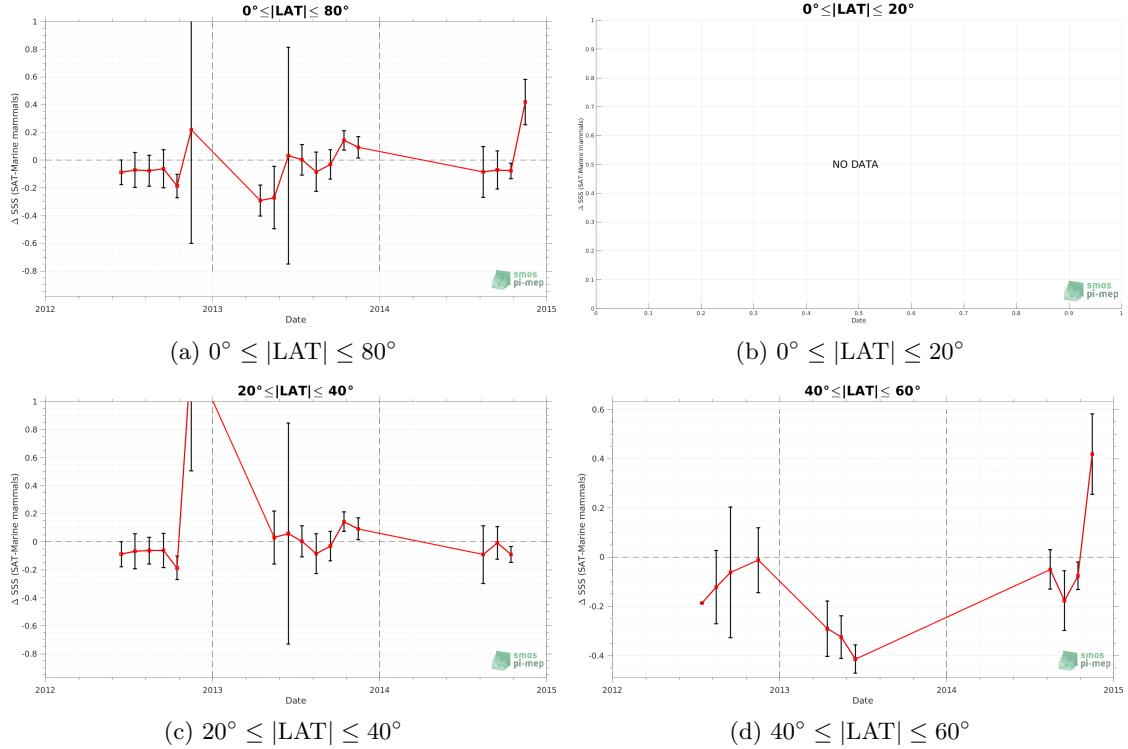 0°≤|LAT|≤ 80°
1
0.8
0.6
0.4
0.2
0
-0.2
-0.4
-0.6
-0.8
Δ SSS (SAT-Marine mammals)
2012
2013
2014
2015
Date
smos
pi-mep
(a) 0° ≤ |LAT| ≤ 80°
0°≤|LAT|≤ 20°
1
0.9
0.8
0.7
0.6
0.5
0.4
0.3
0.2
0.1
0
Δ SSS (SAT-Marine mammals)
NO DATA
0
0.1
0.2
0.3
0.4
0.5
0.6
0.7
0.8
0.9
1
Date
smos
pi-mep
(b) 0° ≤ |LAT| ≤ 20°
20°≤|LAT|≤ 40°
1
0.8
0.6
0.4
0.2
0
-0.2
-0.4
-0.6
-0.8
Δ SSS (SAT-Marine mammals)
2012
2013
2014
2015
Date
smos
pi-mep
(c) 20° ≤ |LAT| ≤ 40°
40°≤|LAT|≤ 60°
0.6
0.4
0.2
0
-0.2
-0.4
Δ SSS (SAT-Marine mammals)
2012
2013
2014
2015
Date
smos
pi-mep
(d) 40° ≤ |LAT| ≤ 60°